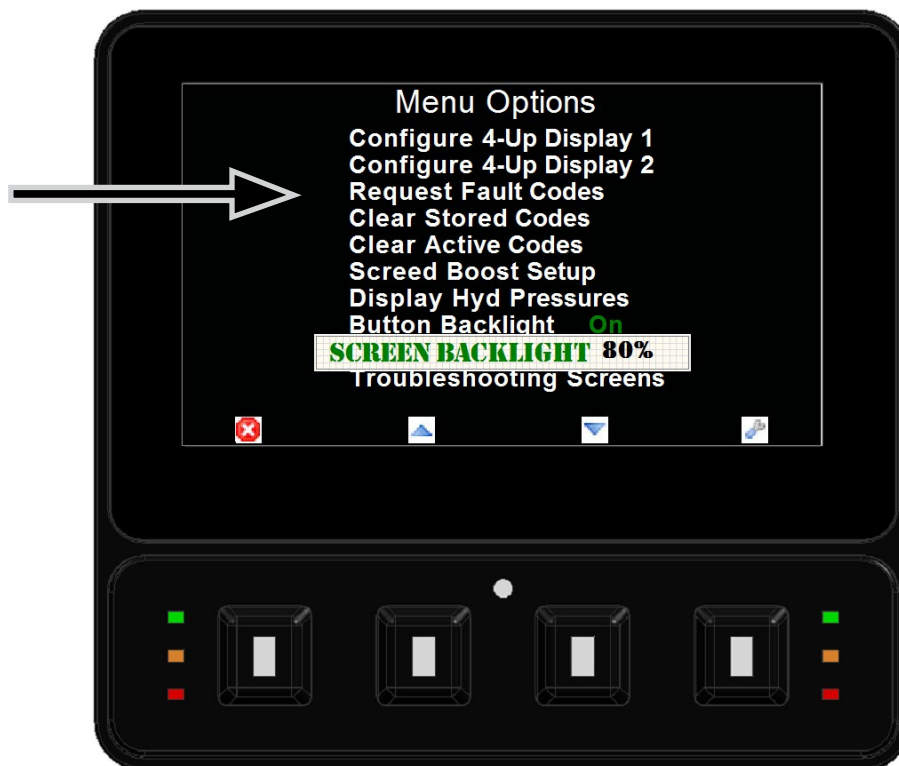 Menu Options
Configure 4-Up Display 1
Configure 4-Up Display 2
Request Fault Codes
Clear Stored Codes
Clear Active Codes
Screed Boost Setup
Display Hyd Pressures
Button Backlight On
SCREEN BACKLIGHT 80%
Troubleshooting Screens